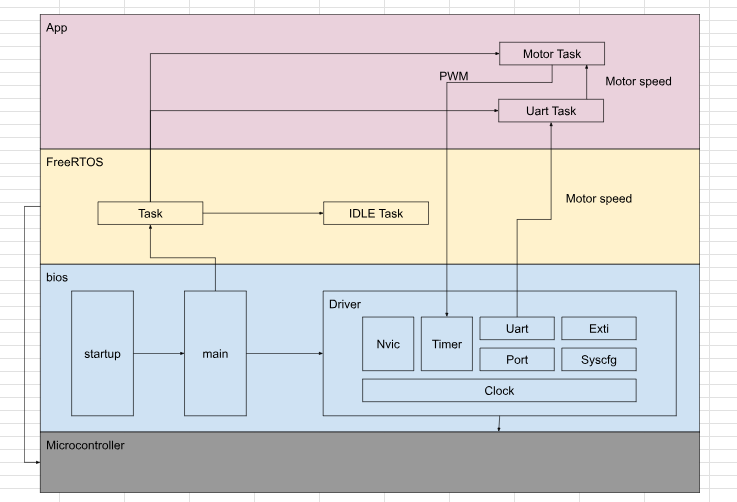 App
Motor Task
PWM
Motor speed
Uart Task
FreeRTOS
Motor speed
Task
IDLE Task
bios
Driver
startup
main
Nvic
Timer
Uart
Exti
Port
Syscfg
Clock
Microcontroller